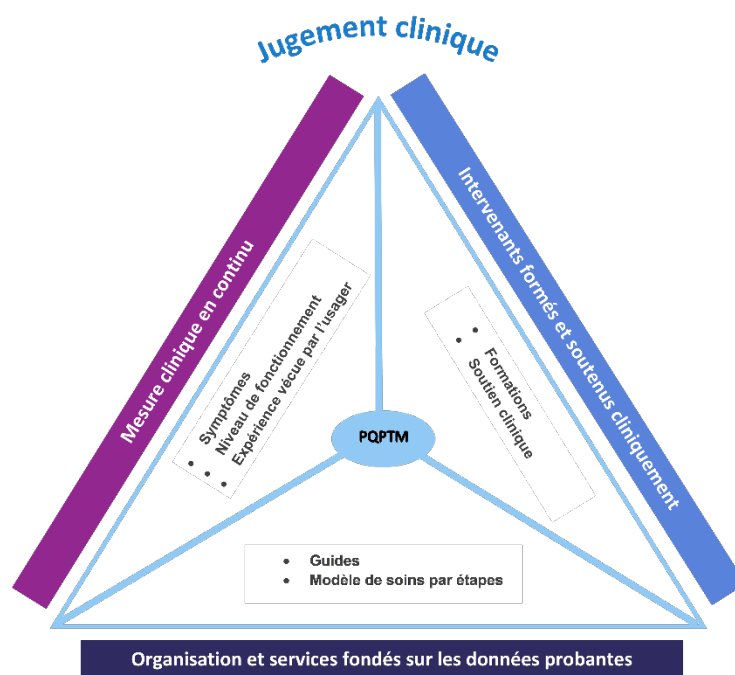 Jugement clinique
Mesure clinique en continu
Intervenants formés et soutenus cliniquement
• Symptômes
• Niveau de fonctionnement
• Expérience vécue par l'usager
• Formations
• Soutien clinique
PQPTM
• Guides
• Modèle de soins par étapes
Organisation et services fondés sur les données probantes